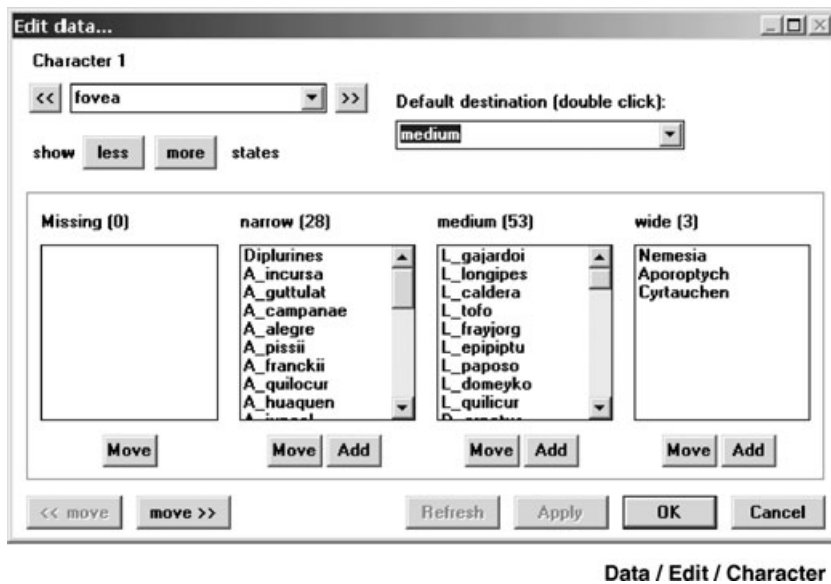 Edit data...
Character 1
<< fovea >>
Default destination (double click):
medium
show less more states
Missing (0)
narrow (28)
Diplurines
A_incursa
A_guttulat
A_campanae
A_alegre
A_pissii
A_franckii
A_quilocur
A_huaquen
medium (53)
L_gajardoi
L_longipes
L_caldera
L_tofo
L_frayjorg
L_epipiptu
L_paposo
L_domeyko
L_quilicur
wide (3)
Nemesia
Aporoptych
Cyrtauchen
Move Move Add Move Add Move Add
<< move move >> Refresh Apply OK Cancel
Data / Edit / Character